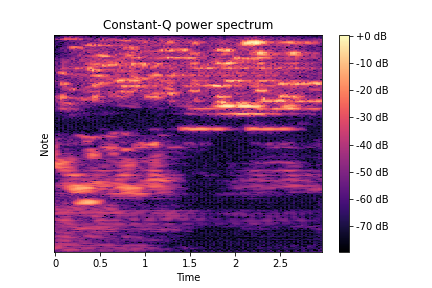 Constant-Q power spectrum
+0 dB
-10 dB
-20 dB
-30 dB
-40 dB
-50 dB
-60 dB
-70 dB
Note
0
0.5
1
1.5
2
2.5
Time